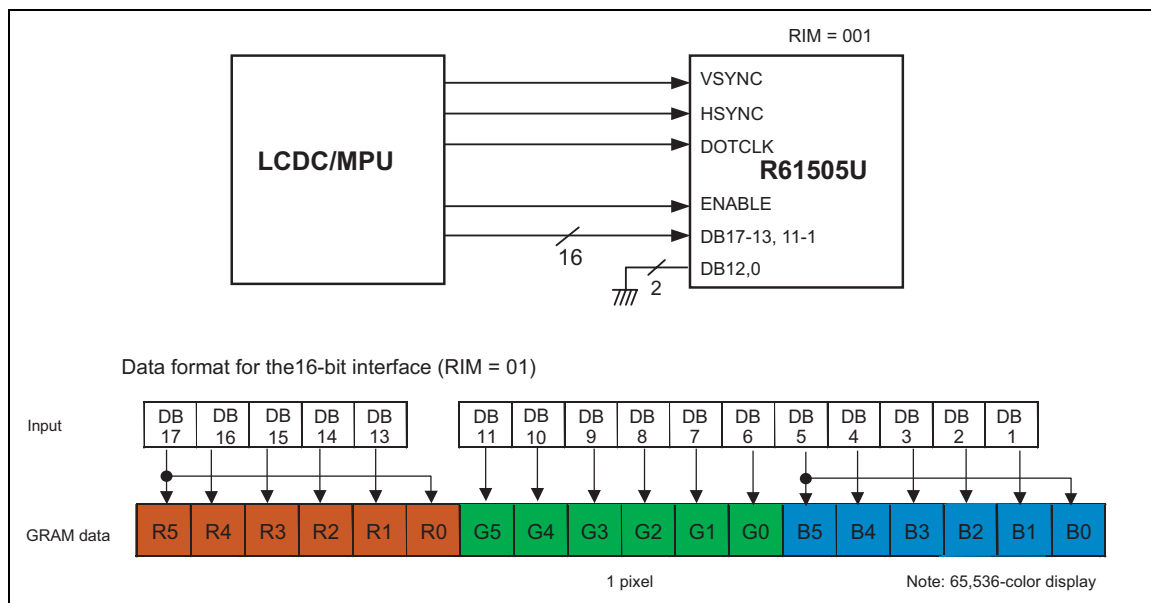 RIM = 001
LCDC/MPU
VSYNC
HSYNC
DOTCLK
R61505U
ENABLE
DB17-13, 11-1
16
DB12,0
2
Data format for the16-bit interface (RIM = 01)
Input
DB 17 DB 16 DB 15 DB 14 DB 13 DB 11 DB 10 DB 9 DB 8 DB 7 DB 6 DB 5 DB 4 DB 3 DB 2 DB 1
GRAM data
R5 R4 R3 R2 R1 R0 G5 G4 G3 G2 G1 G0 B5 B4 B3 B2 B1 B0
1 pixel
Note: 65,536-color display